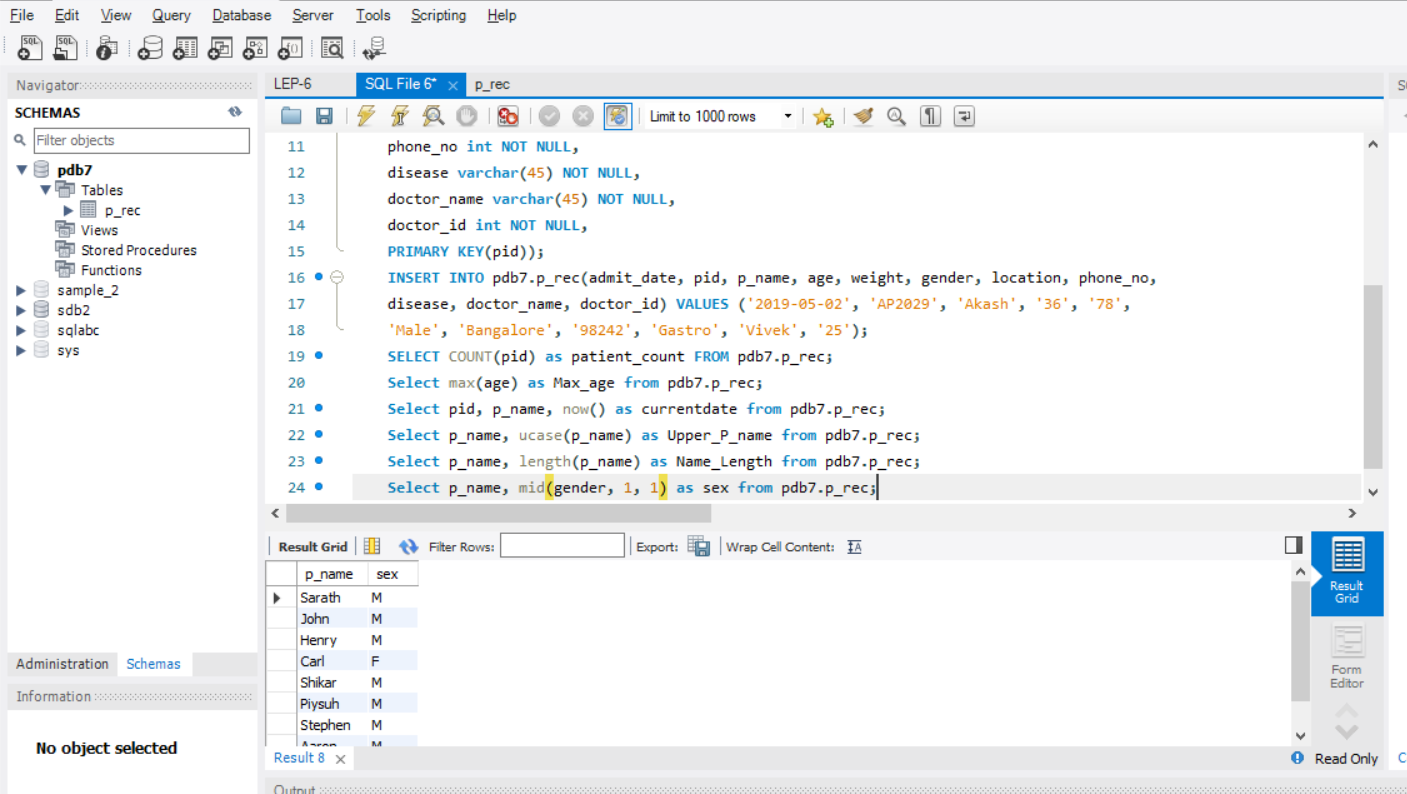 File Edit View Query Database Server Tools Scripting Help
Navigator
SCHEMAS
Filter objects
pdb7
Tables
p_rec
Views
Stored Procedures
Functions
sample_2
sdb2
sqlabc
sys
Administration Schemas
Information
No object selected
LEP-6 SQL File 6* p_rec
Limit to 1000 rows
11 phone_no int NOT NULL,
12 disease varchar(45) NOT NULL,
13 doctor_name varchar(45) NOT NULL,
14 doctor_id int NOT NULL,
15 PRIMARY KEY(pid));
16 INSERT INTO pdb7.p_rec(admit_date, pid, p_name, age, weight, gender, location, phone_no,
17 disease, doctor_name, doctor_id) VALUES ('2019-05-02', 'AP2029', 'Akash', '36', '78',
18 'Male', 'Bangalore', '98242', 'Gastro', 'Vivek', '25');
19 SELECT COUNT(pid) as patient_count FROM pdb7.p_rec;
20 Select max(age) as Max_age from pdb7.p_rec;
21 Select pid, p_name, now() as currentdate from pdb7.p_rec;
22 Select p_name, ucase(p_name) as Upper_P_name from pdb7.p_rec;
23 Select p_name, length(p_name) as Name_Length from pdb7.p_rec;
24 Select p_name, mid(gender, 1, 1) as sex from pdb7.p_rec;
Result Grid Filter Rows: Export: Wrap Cell Content:
p_name sex
Sarath M
John M
Henry M
Carl F
Shikar M
Piysuh M
Stephen M
Aaron M
Result 8
Result
Grid
Form
Editor
Read Only
Output